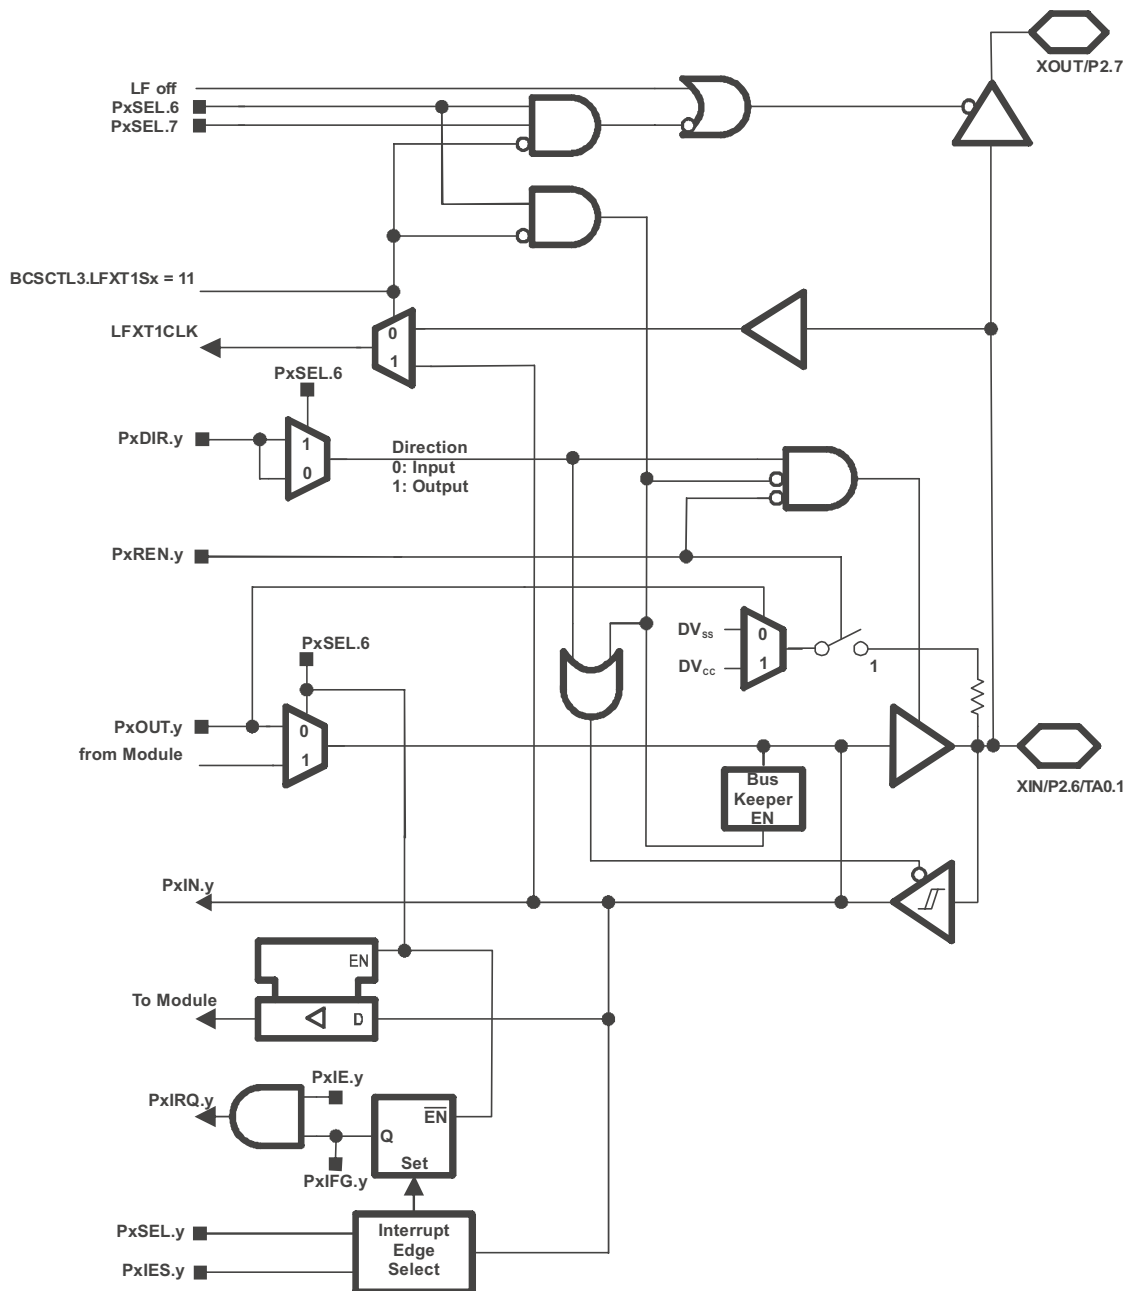 XOUT/P2.7
LF off
PxSEL.6
PxSEL.7
BCSCTL3.LFXT1Sx = 11
LFXT1CLK
0
1
PxSEL.6
PxDIR.y
1
0
Direction
0: Input
1: Output
PxREN.y
PxSEL.6
DVss
0
DVcc
1
1
PxOUT.y
0
from Module
1
Bus
Keeper
EN
XIN/P2.6/TA0.1
PxIN.y
EN
To Module
D
PxIE.y
PxIRQ.y
EN
Q
Set
PxIFG.y
PxSEL.y
PxIES.y
Interrupt
Edge
Select